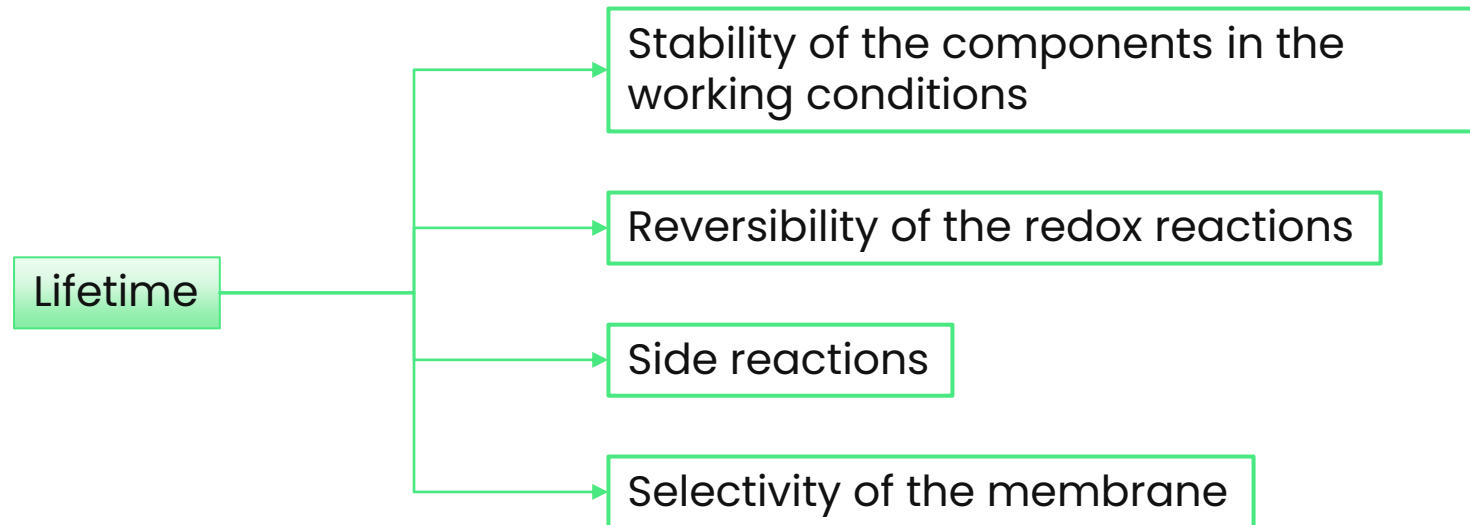 Stability of the components in the
working conditions
Reversibility of the redox reactions
Lifetime
Side reactions
Selectivity of the membrane